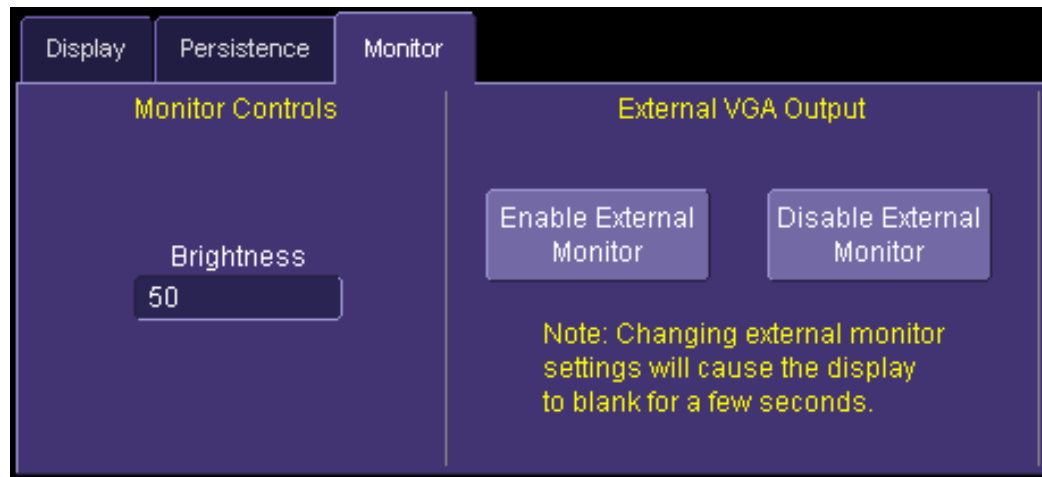 Display
Persistence
Monitor
Monitor Controls
Brightness
50
External VGA Output
Enable External
Monitor
Disable External
Monitor
Note: Changing external monitor
settings will cause the display
to blank for a few seconds.